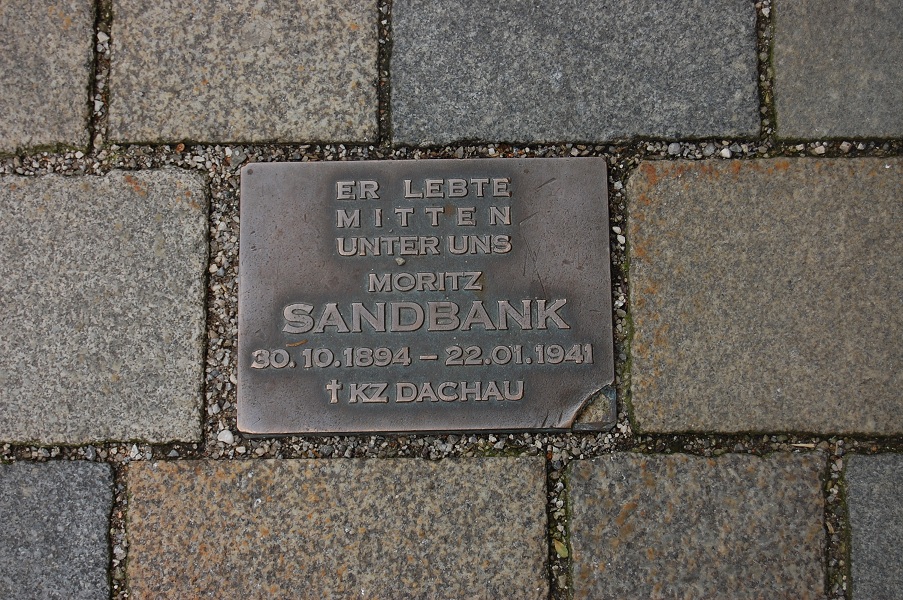 ER LEBTE
MITTEN
UNTER UNS
MORITZ
SANDBANK
30.10.1894 – 22.01.1941
✝ KZ DACHAU